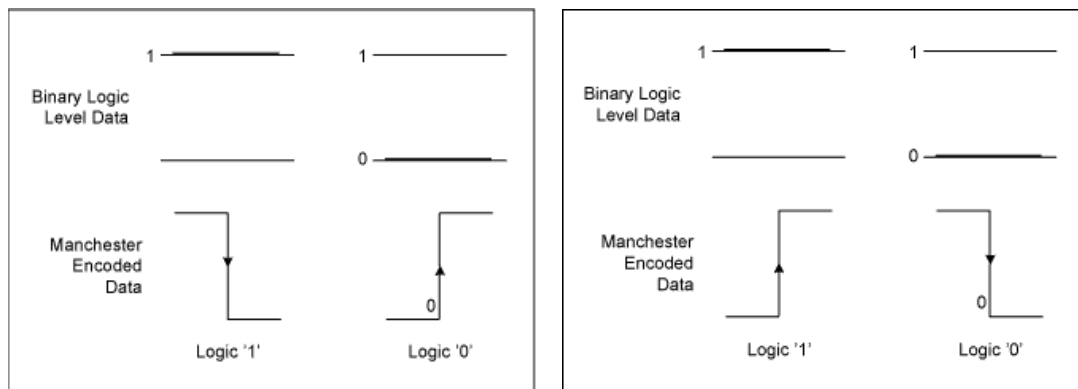 1
1
Binary Logic
Level Data
0
Manchester
Encoded
Data
0
Logic '1'
Logic '0'
1
1
Binary Logic
Level Data
0
Manchester
Encoded
Data
0
Logic '1'
Logic '0'